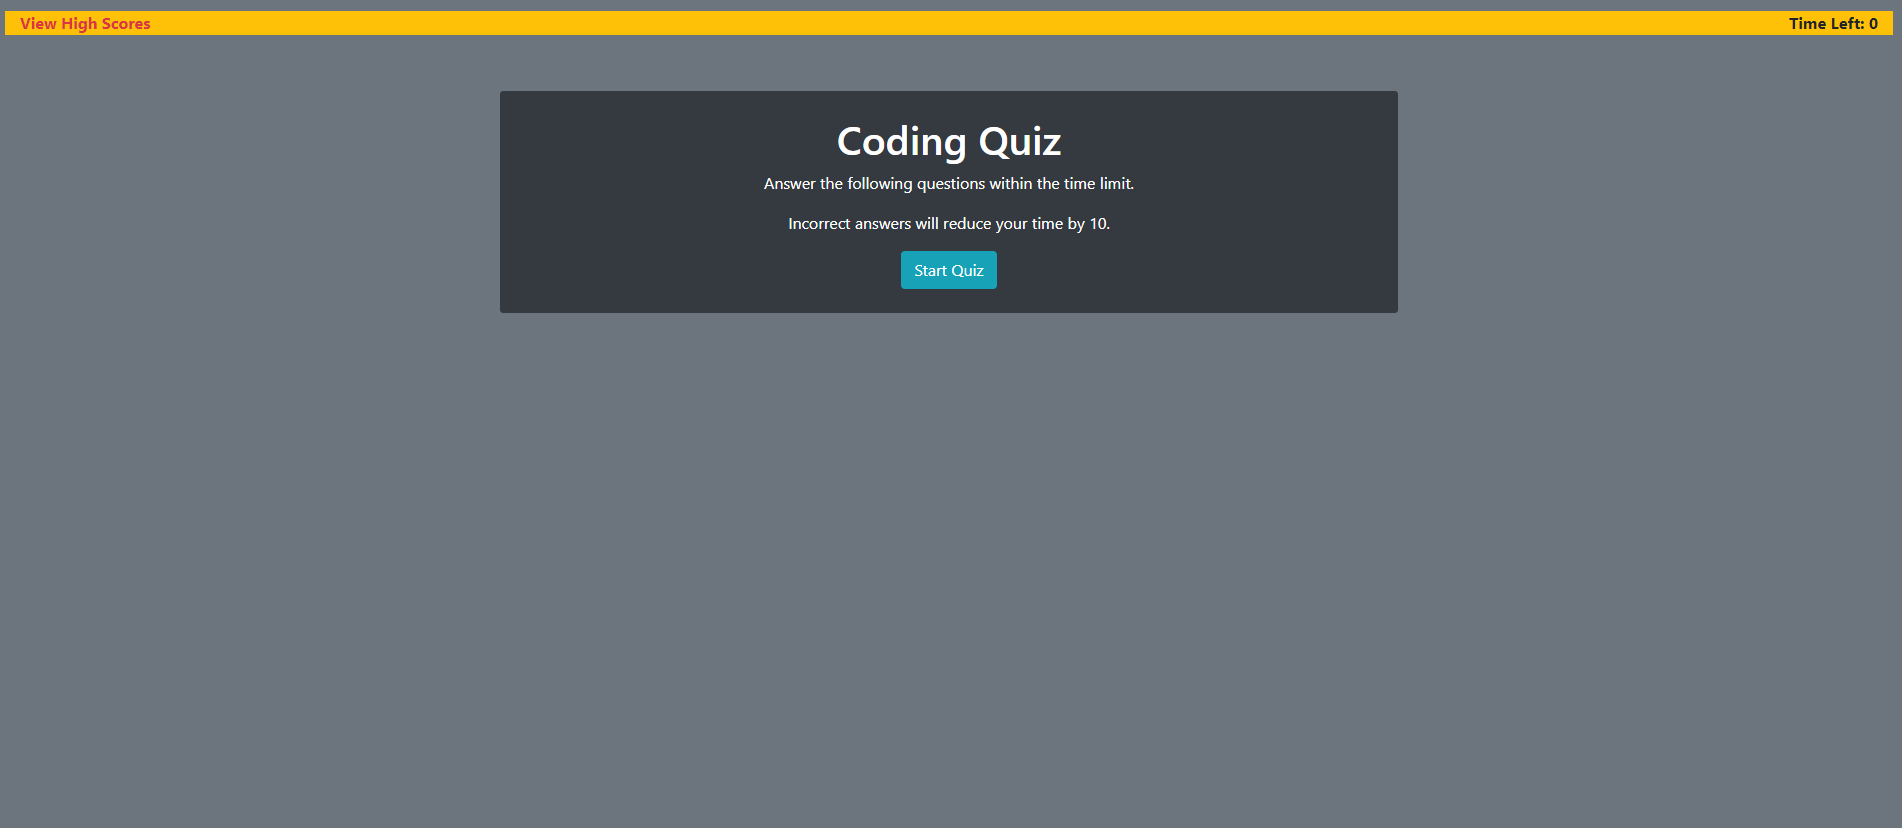 View High Scores
Time Left: 0
Coding Quiz
Answer the following questions within the time limit.
Incorrect answers will reduce your time by 10.
Start Quiz